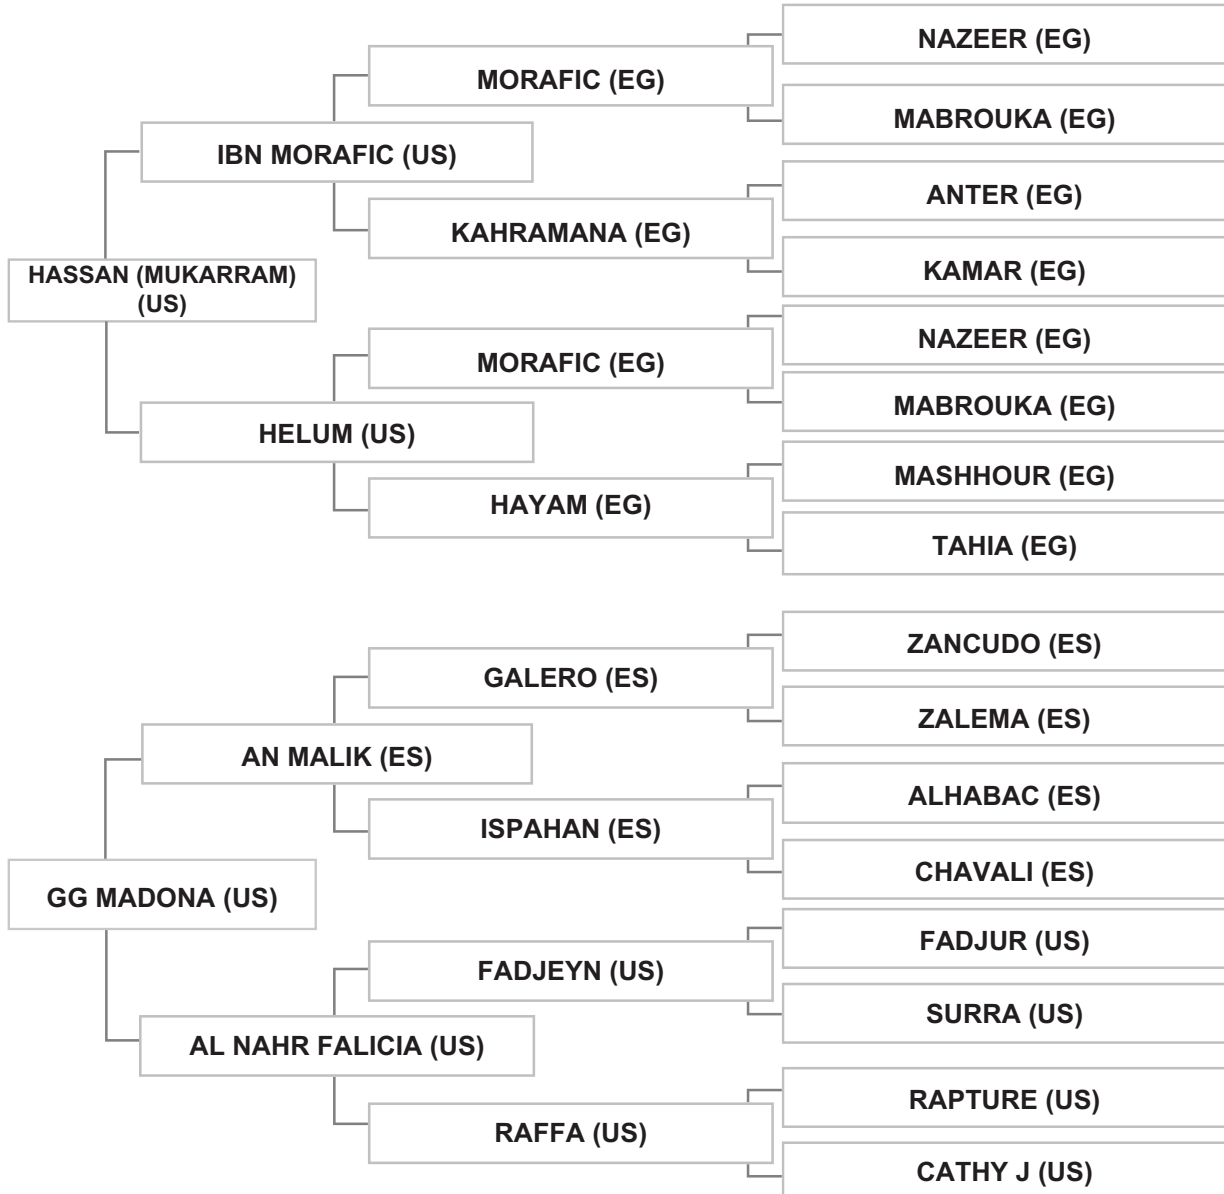 NAZEER (EG)
MORAFIC (EG)
MABROUKA (EG)
IBN MORAFIC (US)
ANTER (EG)
KAHRAMANA (EG)
KAMAR (EG)
HASSAN (MUKARRAM)
(US)
NAZEER (EG)
MORAFIC (EG)
MABROUKA (EG)
HELUM (US)
MASHHOUR (EG)
HAYAM (EG)
TAHIA (EG)
ZANCUDO (ES)
GALERO (ES)
ZALEMA (ES)
AN MALIK (ES)
ALHABAC (ES)
ISPAHAN (ES)
CHAVALI (ES)
GG MADONA (US)
FADJUR (US)
FADJEYN (US)
SURRA (US)
AL NAHR FALICIA (US)
RAPTURE (US)
RAFFA (US)
CATHY J (US)